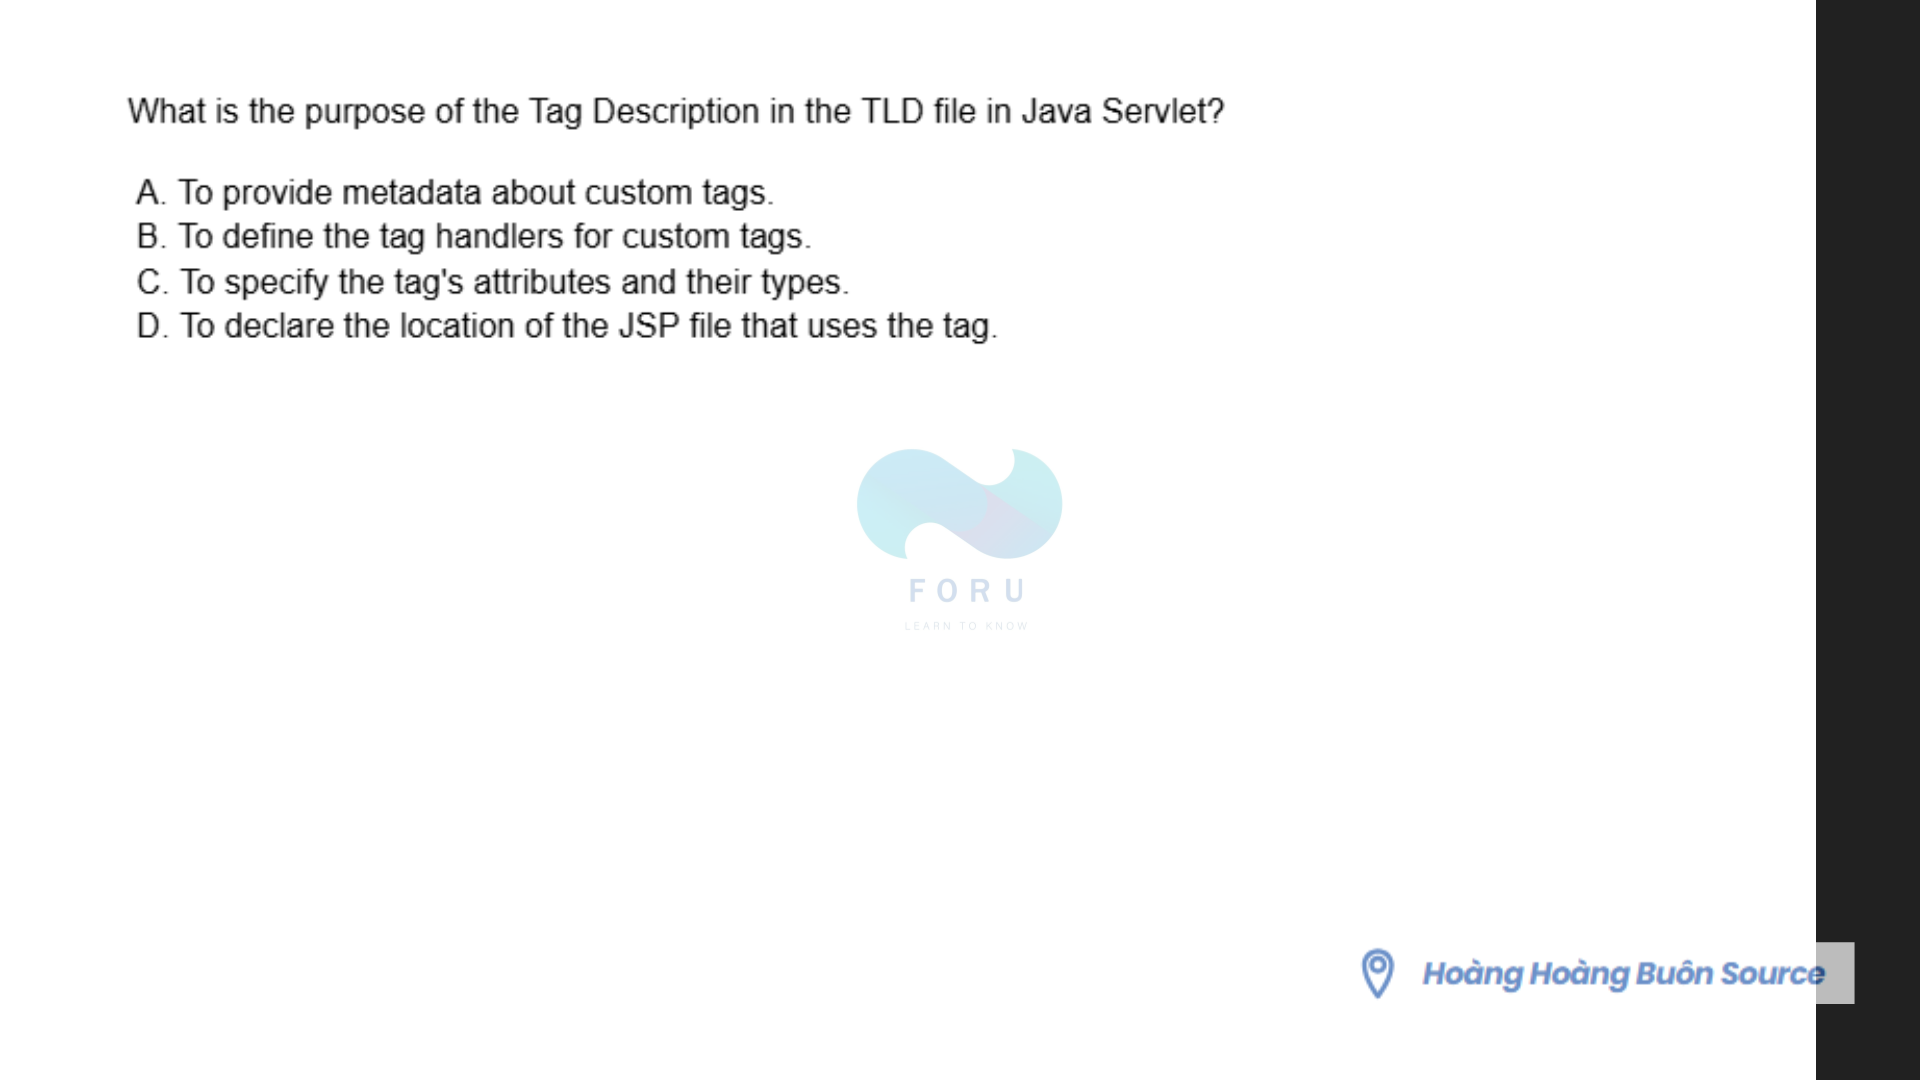 What is the purpose of the Tag Description in the TLD file in Java Servlet?
A. To provide metadata about custom tags.
B. To define the tag handlers for custom tags.
C. To specify the tag's attributes and their types.
D. To declare the location of the JSP file that uses the tag.
FORU
LEARN TO KNOW
Hoàng Hoàng Buôn Source